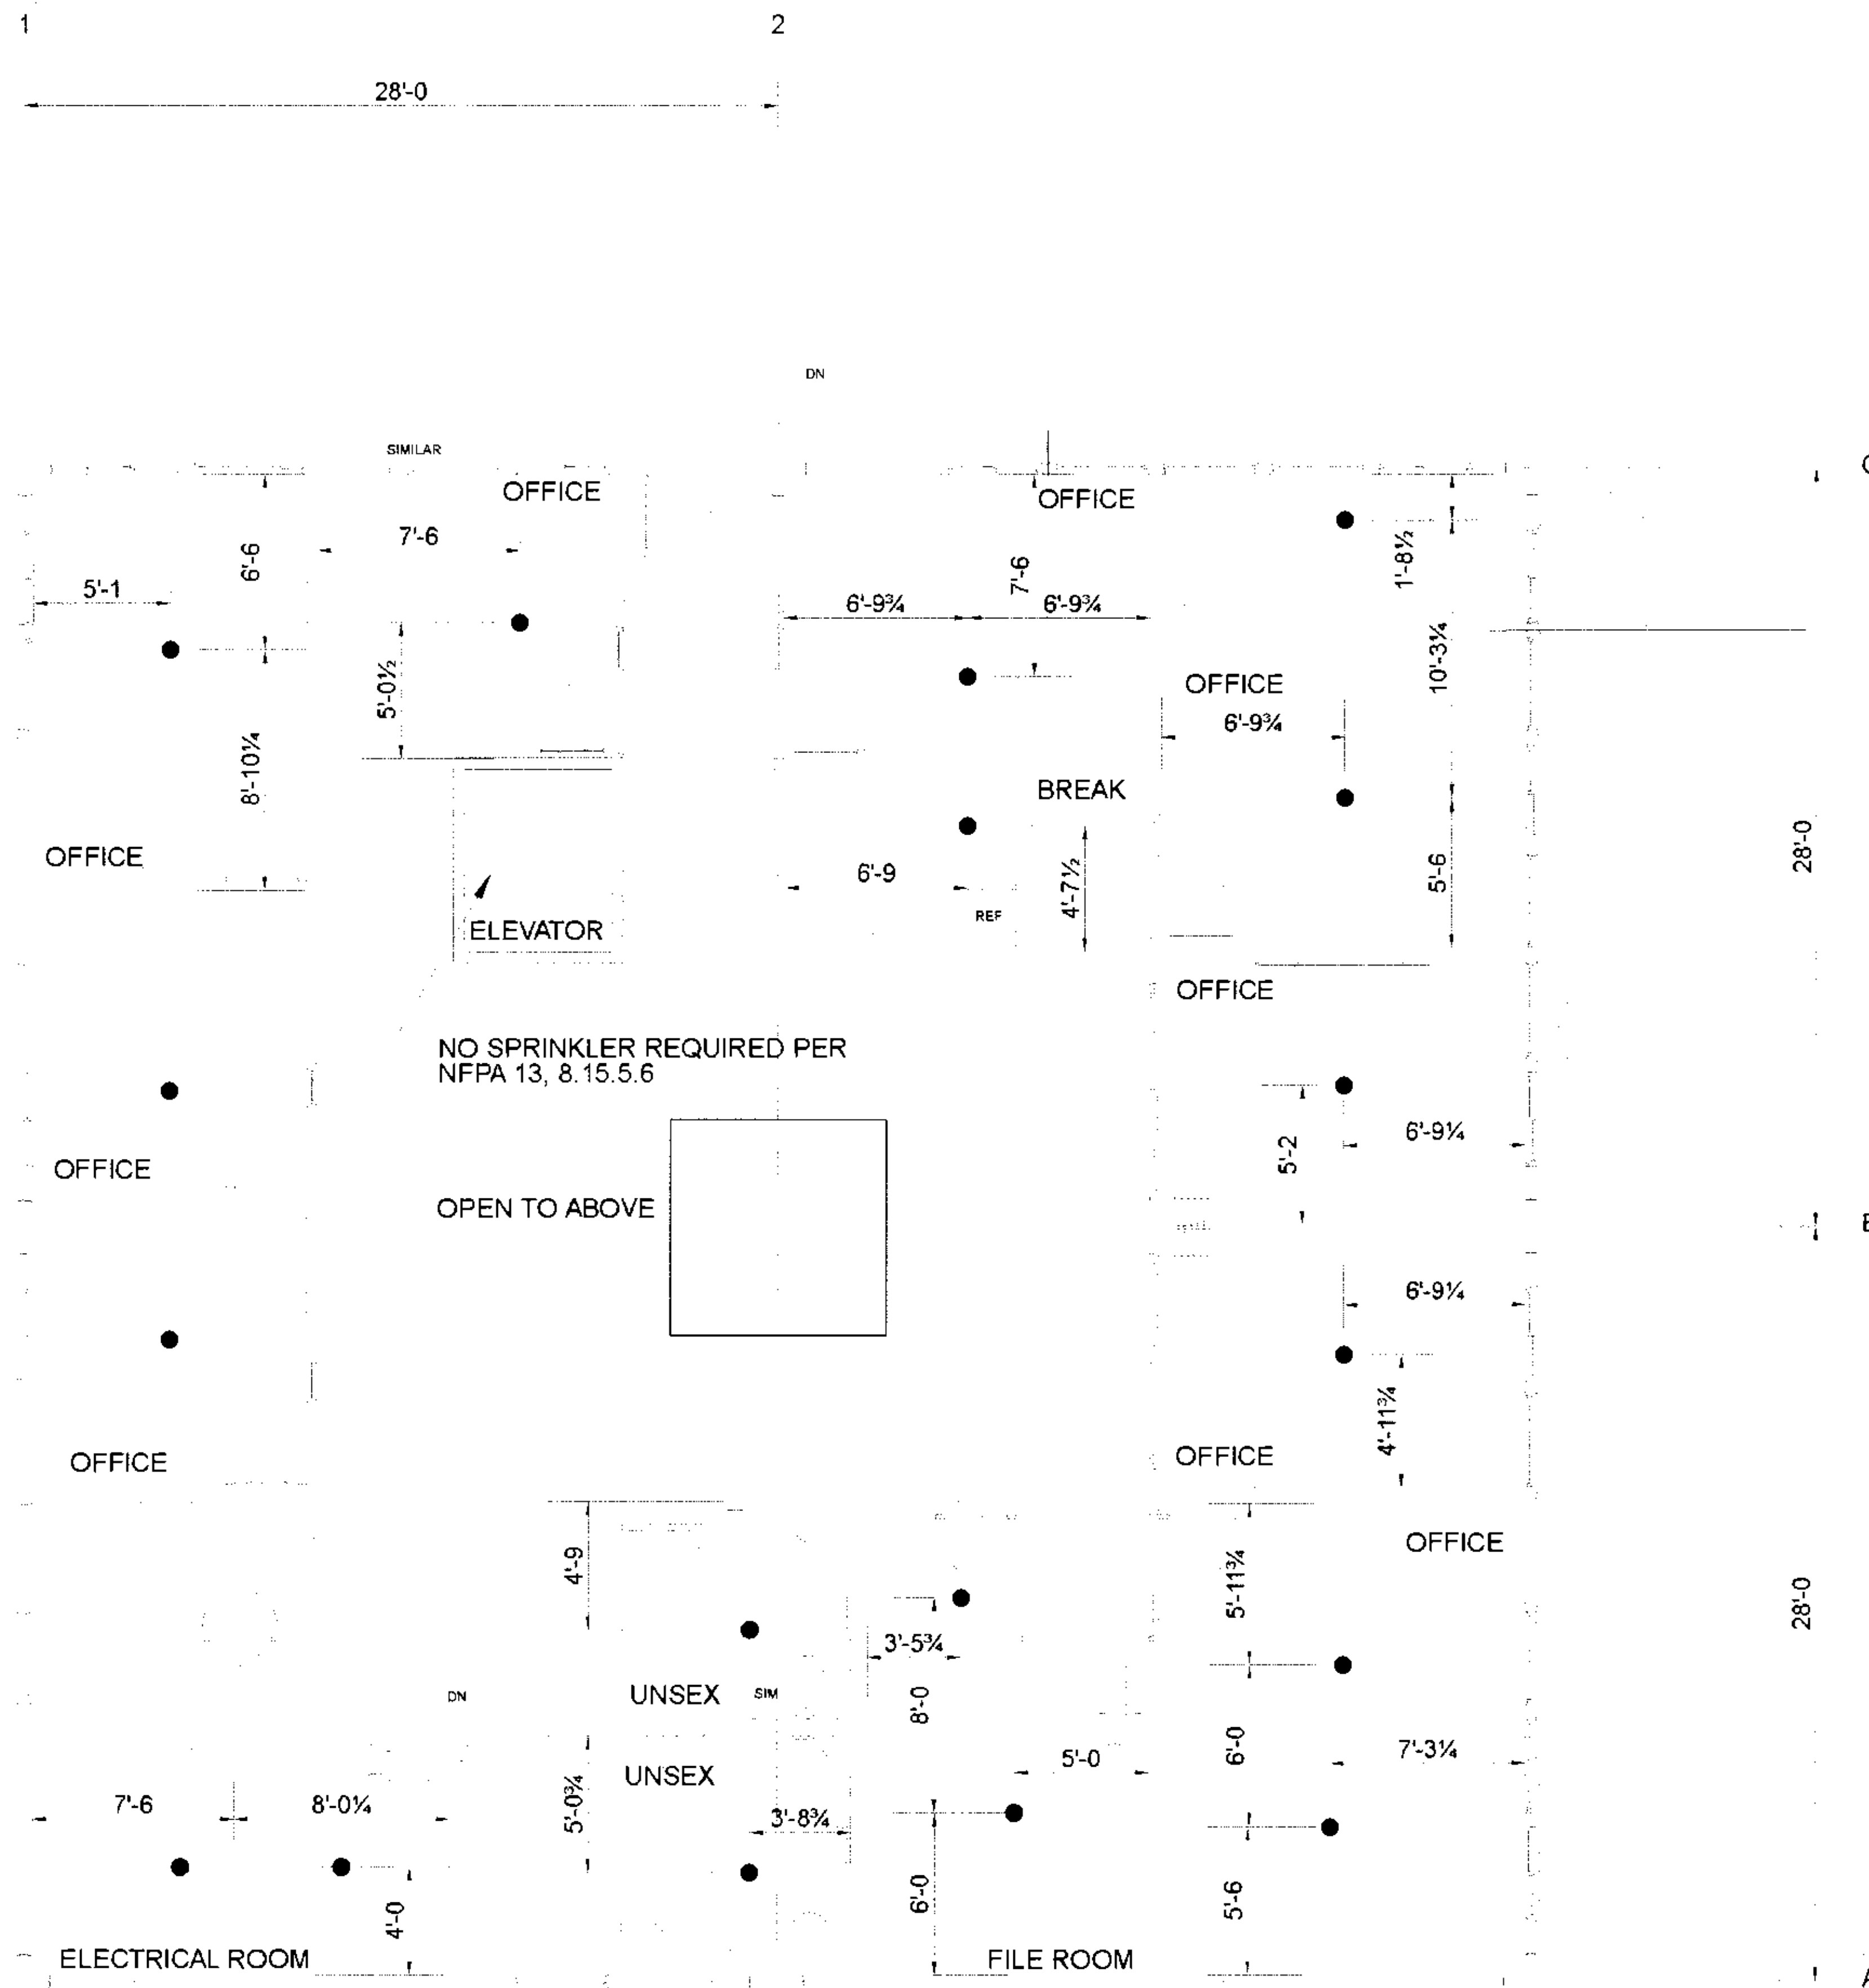 1
2
28'-0
DN
SIMILAR
OFFICE
OFFICE
7'-6
6'-6
5'-1
7'-6
1'-8½
6'-9¾
6'-9¾
5'-0½
10'-3¼
OFFICE
6'-9¾
8'-10¼
BREAK
OFFICE
28'-0
6'-9
4'-7½
5'-6
REF
ELEVATOR
OFFICE
NO SPRINKLER REQUIRED PER
NFPA 13, 8.15.5.6
6'-9¼
5'-2
OFFICE
OPEN TO ABOVE
6'-9¼
4'-11¾
OFFICE
OFFICE
OFFICE
4'-9
5'-11¾
28'-0
3'-5¾
UNSEX
SIM
DN
8'-0
6'-0
7'-3¼
5'-0
UNSEX
7'-6
8'-0¼
5'-0¾
3'-8¾
4'-0
6'-0
5'-6
ELECTRICAL ROOM
FILE ROOM